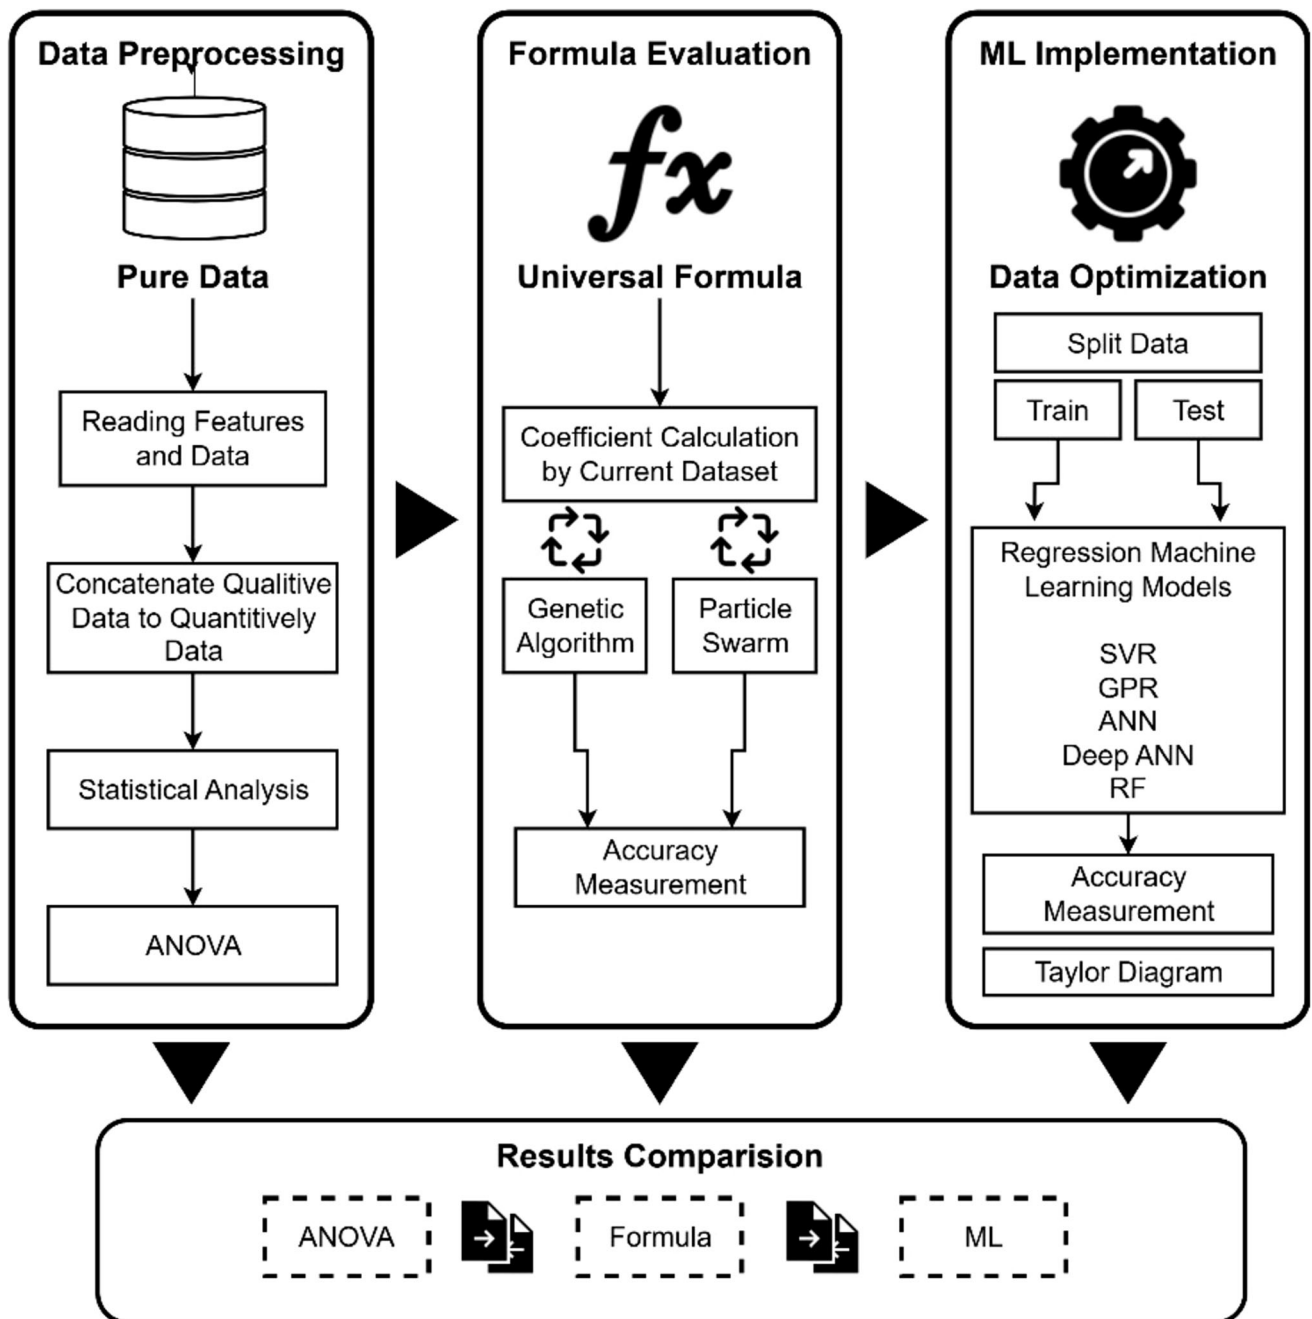 Data Preprocessing
Pure Data
Reading Features
and Data
Concatenate Qualitive
Data to Quantitively
Data
Statistical Analysis
ANOVA
Formula Evaluation
fx
Universal Formula
Coefficient Calculation
by Current Dataset
Genetic
Algorithm
Particle
Swarm
Accuracy
Measurement
ML Implementation
Data Optimization
Split Data
Train
Test
Regression Machine
Learning Models
SVR
GPR
ANN
Deep ANN
RF
Accuracy
Measurement
Taylor Diagram
Results Comparision
ANOVA
Formula
ML